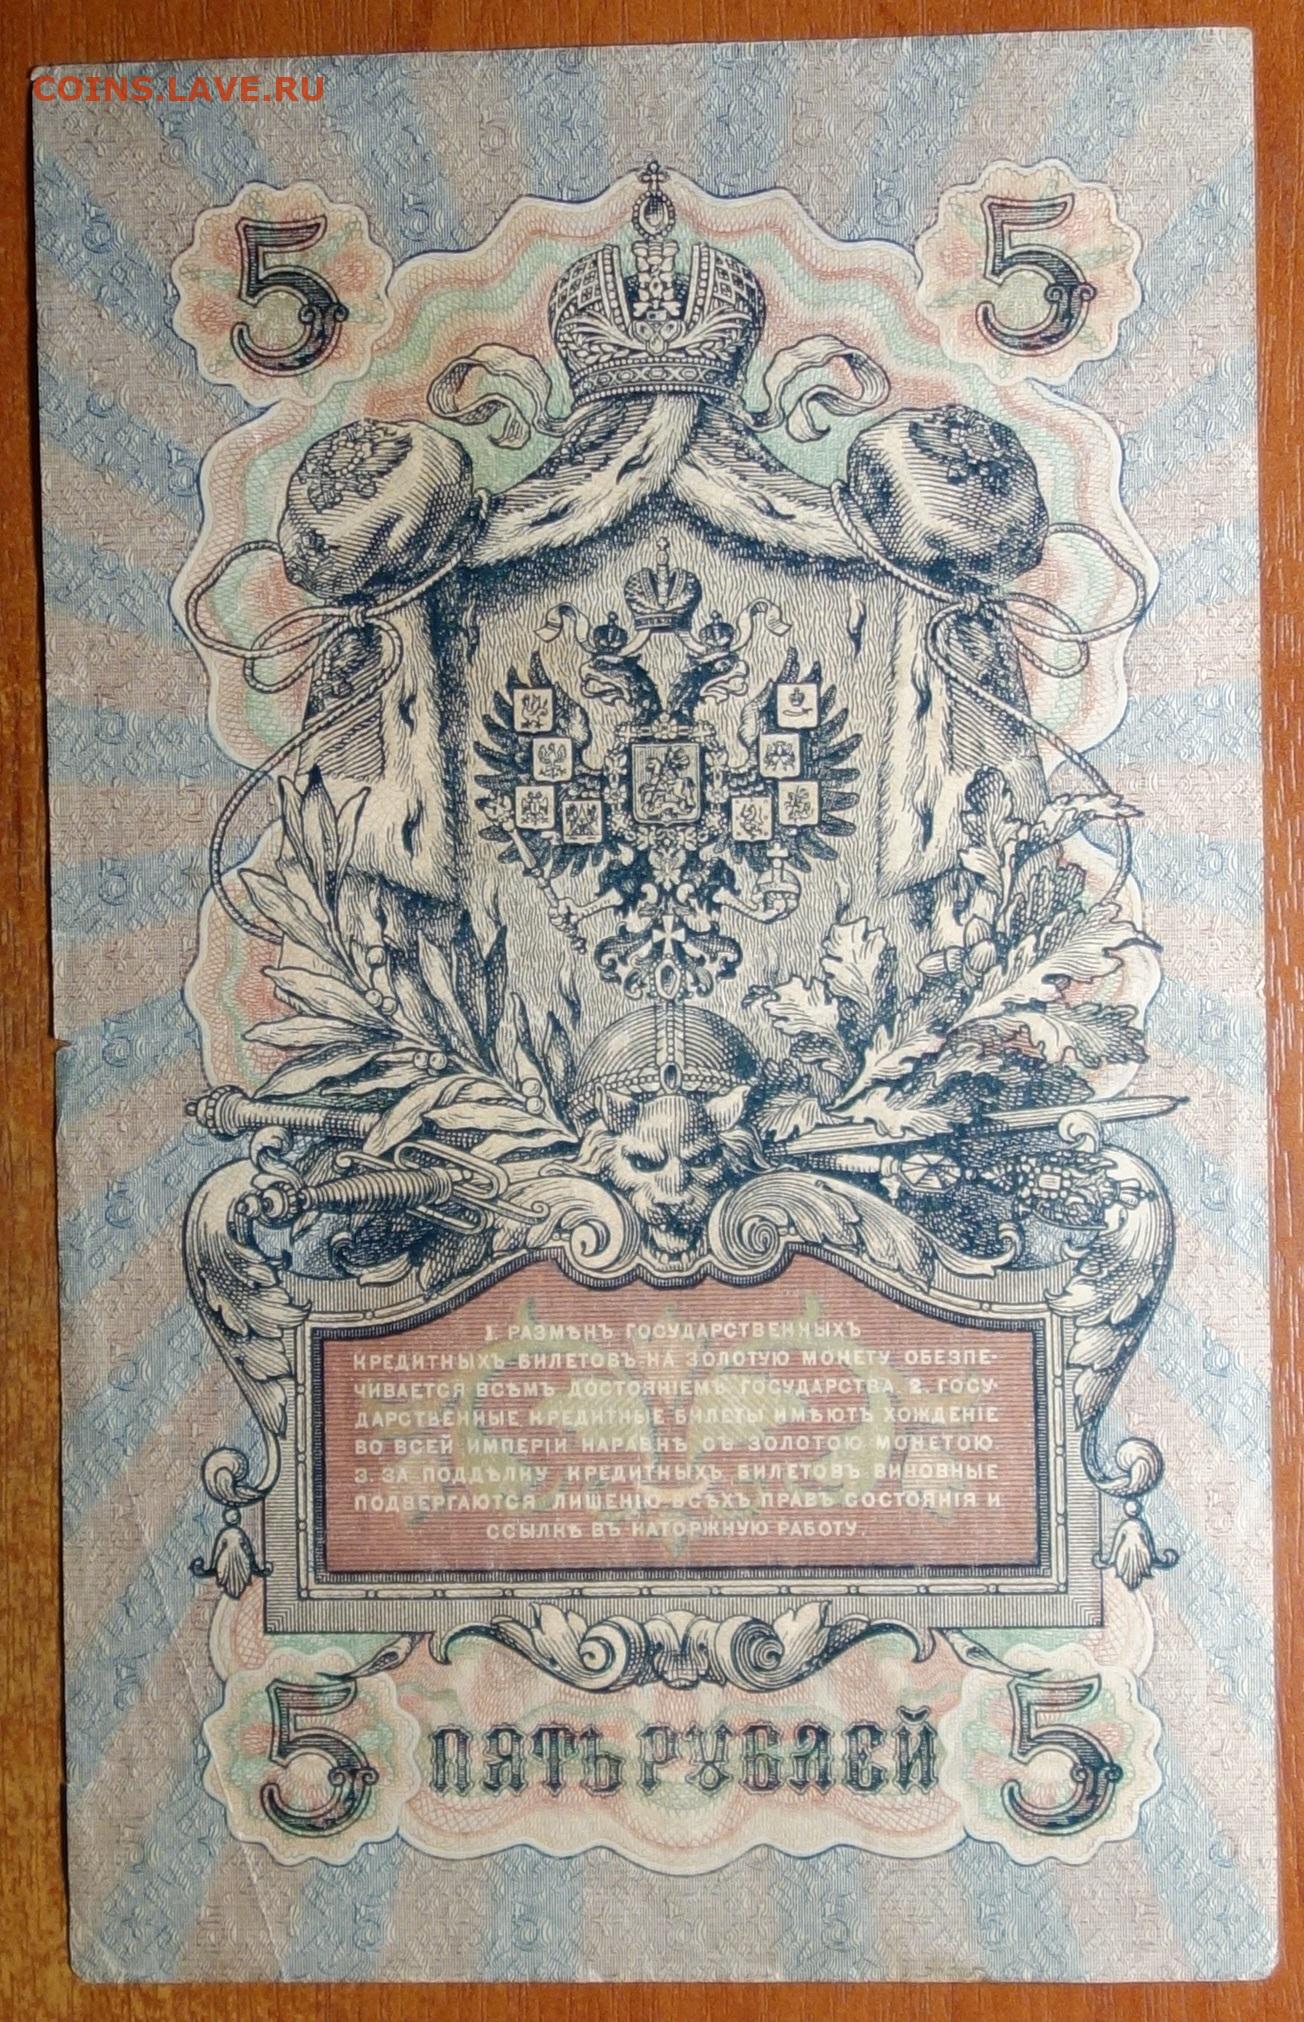 COINS.LAVE.RU
5 5
1. РАЗМѢНЪ ГОСУДАРСТВЕННЫХЪ
КРЕДИТНЫХЪ БИЛЕТОВЪ НА ЗОЛОТУЮ МОНЕТУ ОБЕЗПЕ-
ЧИВАЕТСЯ ВСѢМЪ ДОСТОЯНІЕМЪ ГОСУДАРСТВА. 2. ГОСУ-
ДАРСТВЕННЫЕ КРЕДИТНЫЕ БИЛЕТЫ ИМѢЮТЪ ХОЖДЕНІЕ
ВО ВСЕЙ ИМПЕРІИ НАРАВНѢ СЪ ЗОЛОТОЮ МОНЕТОЮ.
3. ЗА ПОДДѢЛКУ КРЕДИТНЫХЪ БИЛЕТОВЪ ВИНОВНЫЕ
ПОДВЕРГАЮТСЯ ЛИШЕНІЮ ВСѢХЪ ПРАВЪ СОСТОЯНІЯ И
ССЫЛКѢ ВЪ КАТОРЖНУЮ РАБОТУ.
5 ПЯТЬ РУБЛЕЙ 5